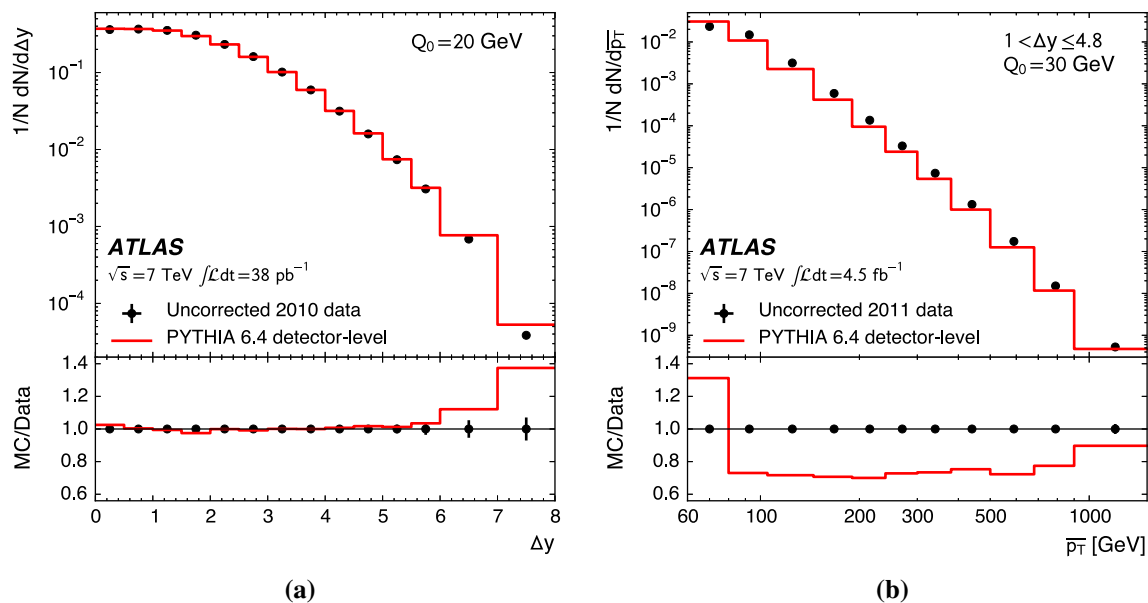 1/N dN/dΔy
10⁻¹
10⁻²
10⁻³
10⁻⁴
Q₀=20 GeV
ATLAS
√s=7 TeV ∫ℒdt=38 pb⁻¹
Uncorrected 2010 data
PYTHIA 6.4 detector-level
MC/Data
1.4
1.2
1.0
0.8
0.6
0 1 2 3 4 5 6 7 8
Δy
(a)
1/N dN/dp̅T̅
10⁻²
10⁻³
10⁻⁴
10⁻⁵
10⁻⁶
10⁻⁷
10⁻⁸
10⁻⁹
1<Δy≤4.8
Q₀=30 GeV
ATLAS
√s=7 TeV ∫ℒdt=4.5 fb⁻¹
Uncorrected 2011 data
PYTHIA 6.4 detector-level
MC/Data
1.4
1.2
1.0
0.8
0.6
60 100 200 300 500 1000
p̅T̅ [GeV]
(b)